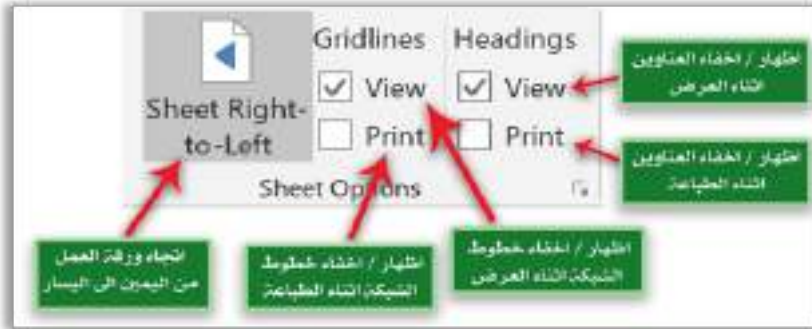 Gridlines Headings
View View
Sheet Right-
to-Left
Print Print
Sheet Options
اظهار / اخفاء العناوين
اثناء العرض
اظهار / اخفاء العناوين
اثناء الطباعة
اتجاه ورقة العمل
من اليمين الى اليسار
اظهار / اخفاء خطوط
الشبكة اثناء الطباعة
اظهار / اخفاء خطوط
الشبكة اثناء العرض